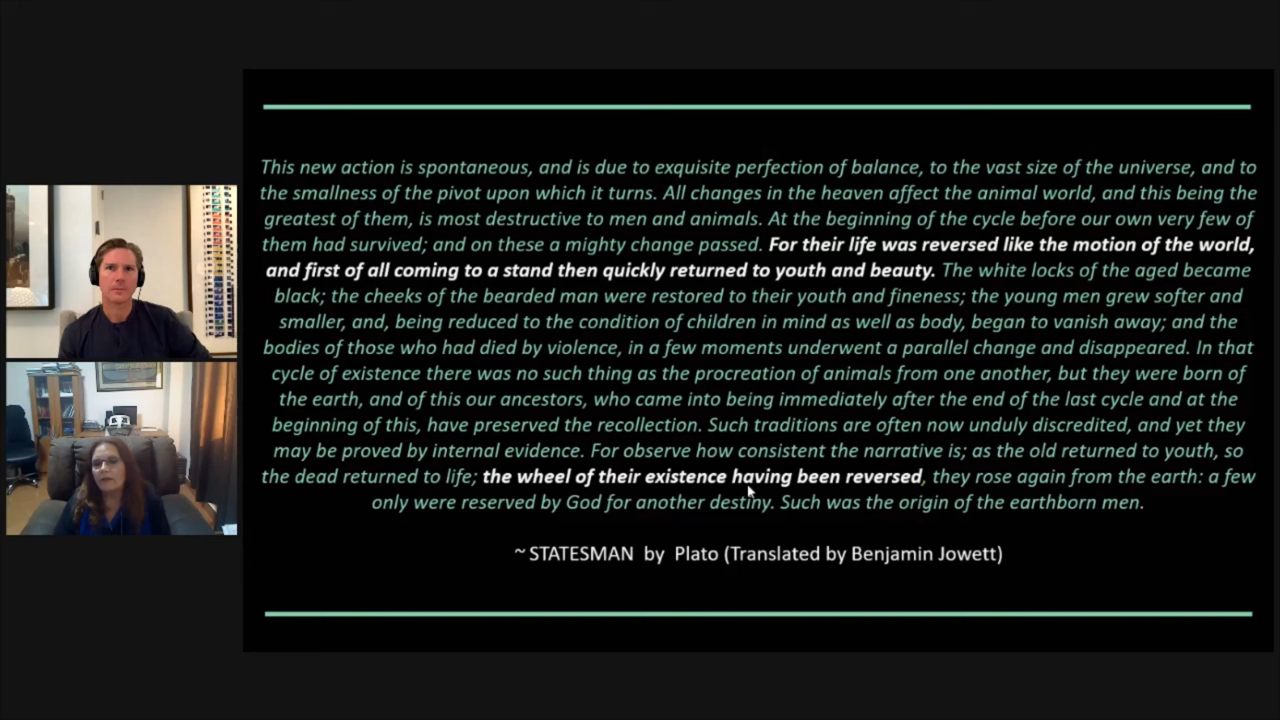 This new action is spontaneous, and is due to exquisite perfection of balance, to the vast size of the universe, and to
the smallness of the pivot upon which it turns. All changes in the heaven affect the animal world, and this being the
greatest of them, is most destructive to men and animals. At the beginning of the cycle before our own very few of
them had survived; and on these a mighty change passed. For their life was reversed like the motion of the world,
and first of all coming to a stand then quickly returned to youth and beauty. The white locks of the aged became
black; the cheeks of the bearded man were restored to their youth and fineness; the young men grew softer and
smaller, and, being reduced to the condition of children in mind as well as body, began to vanish away; and the
bodies of those who had died by violence, in a few moments underwent a parallel change and disappeared. In that
cycle of existence there was no such thing as the procreation of animals from one another, but they were born of
the earth, and of this our ancestors, who came into being immediately after the end of the last cycle and at the
beginning of this, have preserved the recollection. Such traditions are often now unduly discredited, and yet they
may be proved by internal evidence. For observe how consistent the narrative is; as the old returned to youth, so
the dead returned to life; the wheel of their existence having been reversed, they rose again from the earth: a few
only were reserved by God for another destiny. Such was the origin of the earthborn men.
~ STATESMAN by Plato (Translated by Benjamin Jowett)